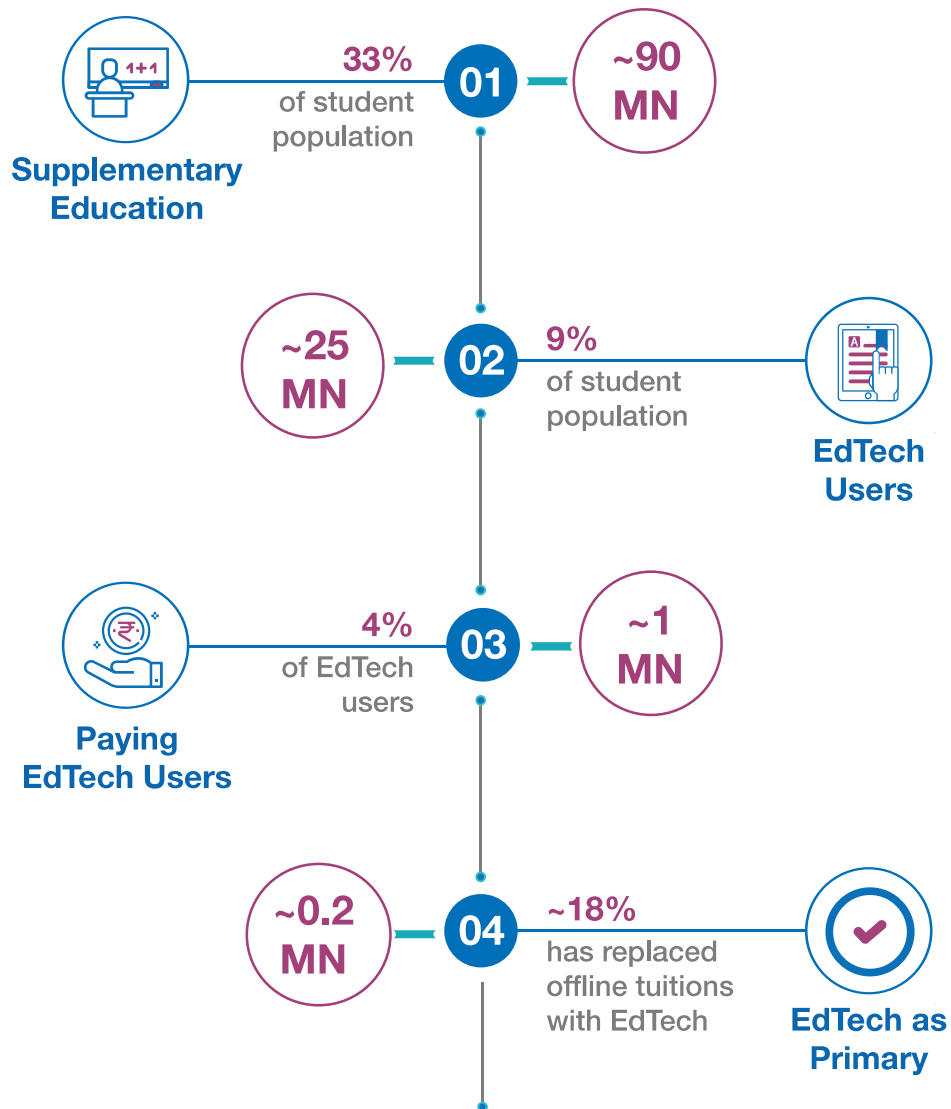 1+1
Supplementary
Education
33%
of student
population
01
~90
MN
~25
MN
02
9%
of student
population
A
EdTech
Users
₹
Paying
EdTech Users
4%
of EdTech
users
03
~1
MN
~0.2
MN
04
~18%
has replaced
offline tuitions
with EdTech
EdTech as
Primary